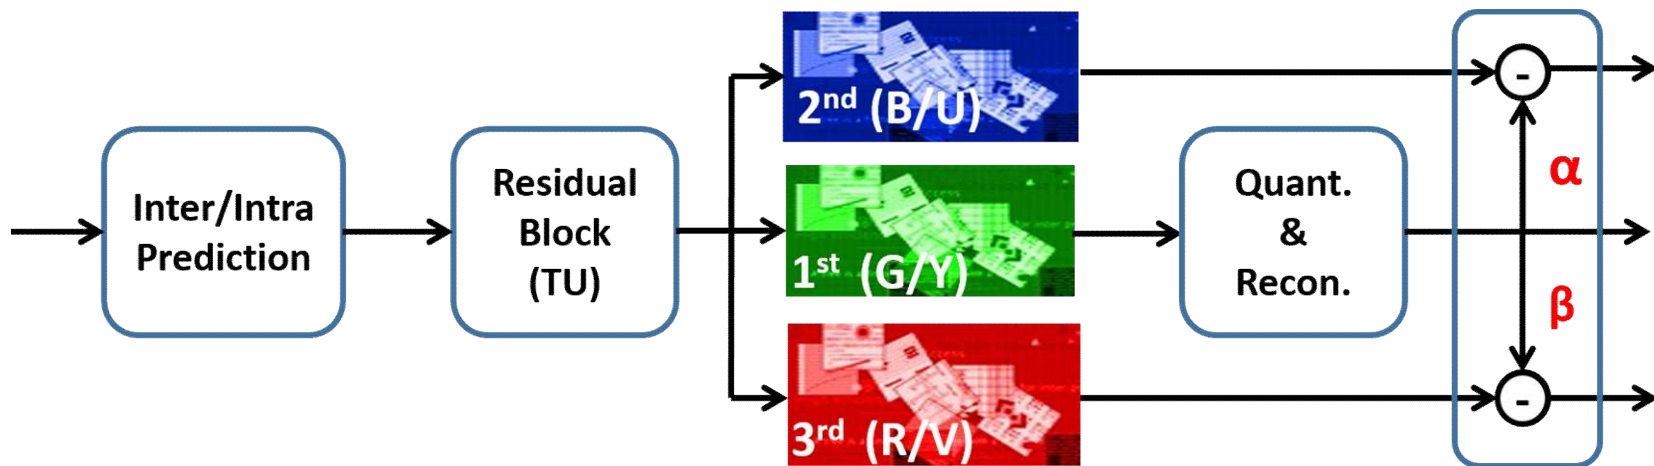 Inter/Intra
Prediction
Residual
Block
(TU)
2nd (B/U)
1st (G/Y)
3rd (R/V)
Quant.
&
Recon.
-
α
β
-